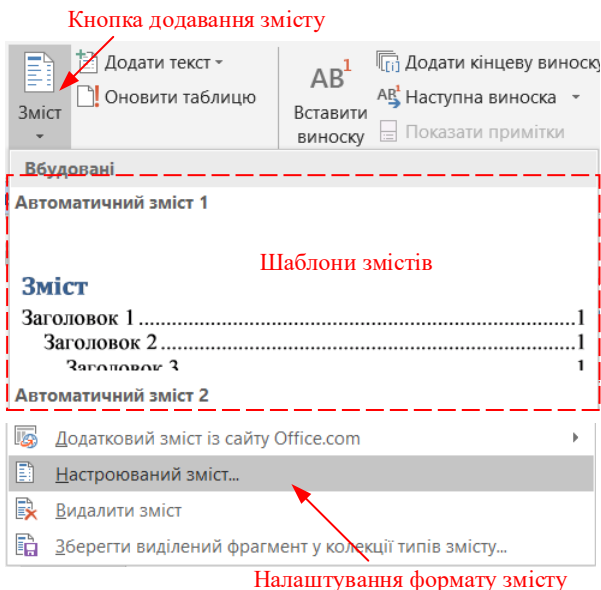 Кнопка додавання змісту
Зміст
Додати текст
Оновити таблицю
AB1
Вставити
виноску
Додати кінцеву виноску
Наступна виноска
Показати примітки
Вбудовані
Автоматичний зміст 1
Шаблони змістів
Зміст
Заголовок 1.......................................................................1
Заголовок 2...................................................................1
Заголовок 3 1
Автоматичний зміст 2
Додатковий зміст із сайту Office.com
Настроюваний зміст...
Видалити зміст
Зберегти виділений фрагмент у колекції типів змісту...
Налаштування формату змісту